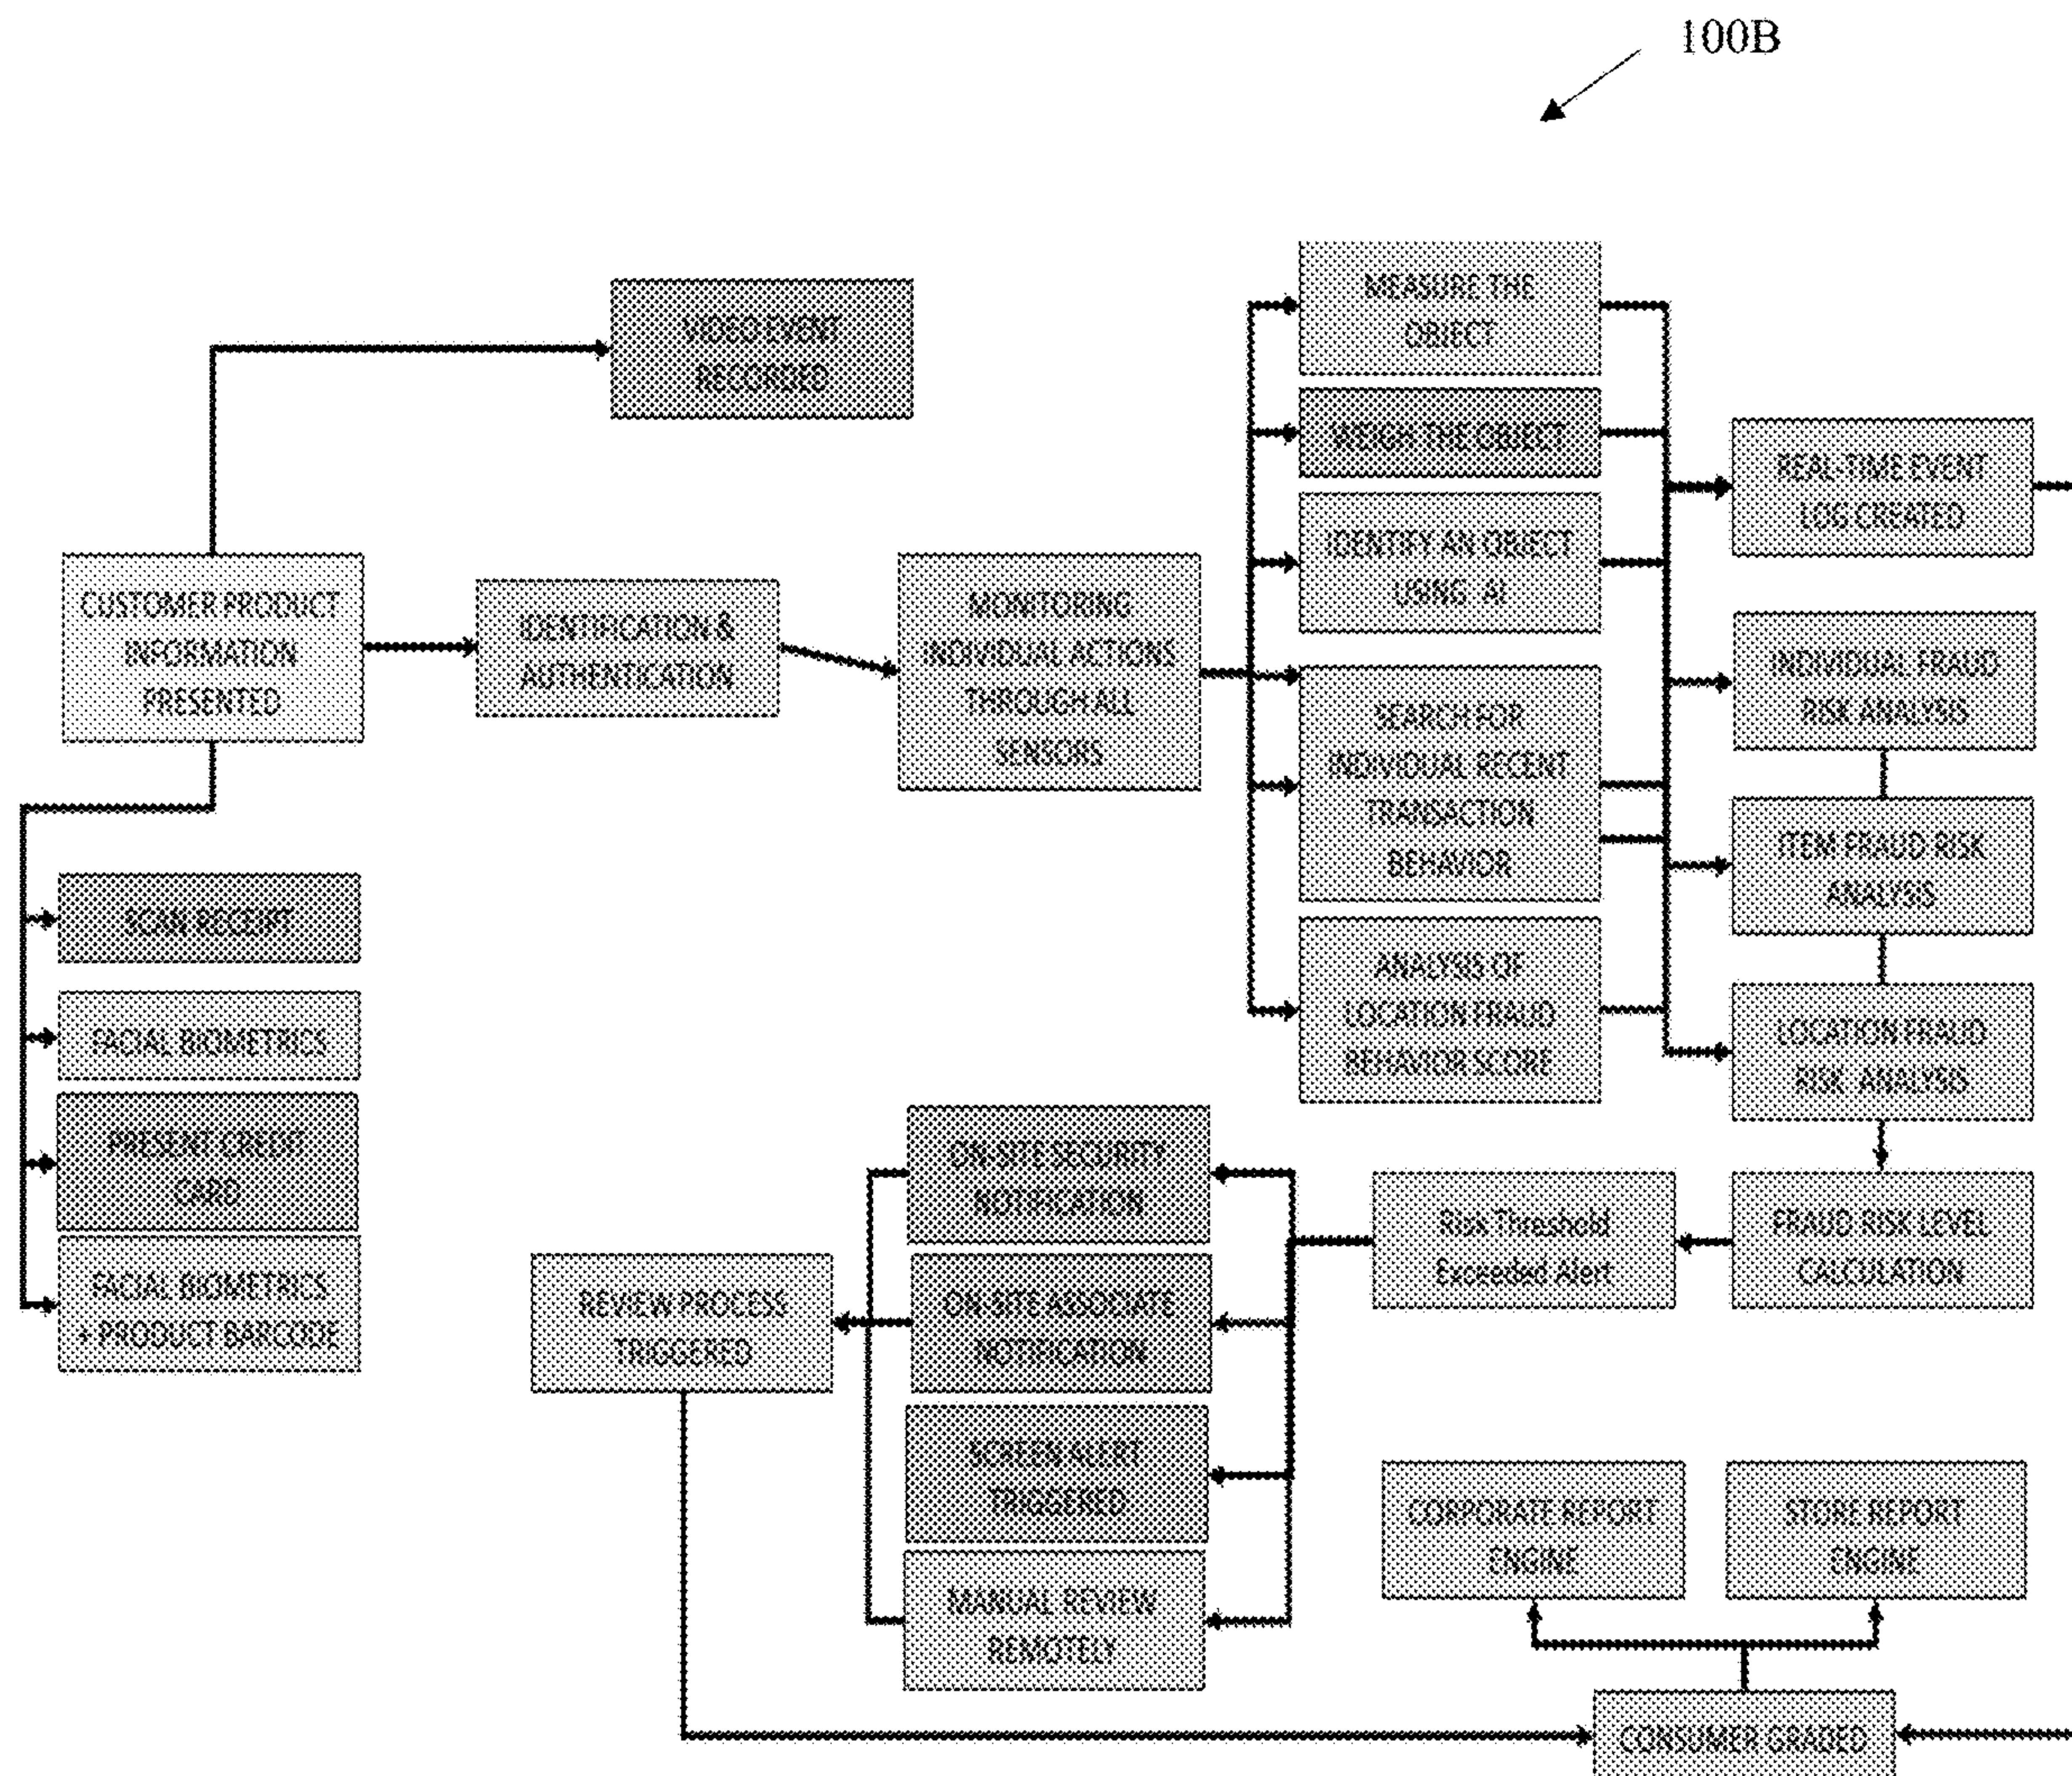 100B
VIDEO EVENT
RECORDED
CUSTOMER PRODUCT
INFORMATION
PRESENTED
IDENTIFICATION &
AUTHENTICATION
MONITORING
INDIVIDUAL ACTIONS
THROUGH ALL
SENSORS
MEASURE THE
OBJECT
WEIGH THE OBJECT
IDENTIFY AN OBJECT
USING AI
SEARCH FOR
INDIVIDUAL RECENT
TRANSACTION
BEHAVIOR
ANALYSIS OF
LOCATION FRAUD
BEHAVIOR SCORE
REAL-TIME EVENT
LOG CREATED
INDIVIDUAL FRAUD
RISK ANALYSIS
ITEM FRAUD RISK
ANALYSIS
LOCATION FRAUD
RISK ANALYSIS
FRAUD RISK LEVEL
CALCULATION
Risk Threshold
Exceeded Alert
SCAN RECEIPT
FACIAL BIOMETRICS
PRESENT CREDIT
CARD
FACIAL BIOMETRICS
+ PRODUCT BARCODE
ON-SITE SECURITY
NOTIFICATION
ON-SITE ASSOCIATE
NOTIFICATION
SCREEN ALERT
TRIGGERED
MANUAL REVIEW
REMOTELY
REVIEW PROCESS
TRIGGERED
CORPORATE REPORT
ENGINE
STORE REPORT
ENGINE
CONSUMER GRADED